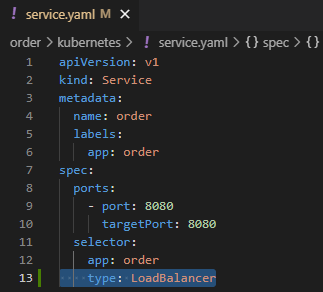 ! service.yaml M ●
order > kubernetes > ! service.yaml > {} spec > {}
1 apiVersion: v1
2 kind: Service
3 metadata:
4   name: order
5   labels:
6     app: order
7 spec:
8   ports:
9     - port: 8080
10       targetPort: 8080
11   selector:
12     app: order
13     type: LoadBalancer